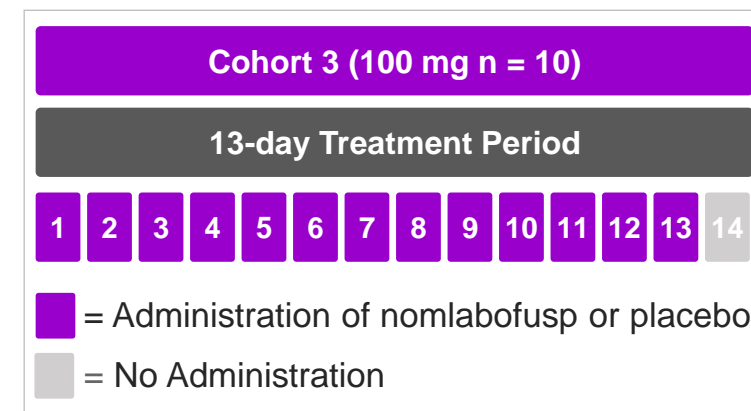 Cohort 3 (100 mg n = 10)
13-day Treatment Period
1 2 3 4 5 6 7 8 9 10 11 12 13 14
= Administration of nomlabofusp or placebo
= No Administration